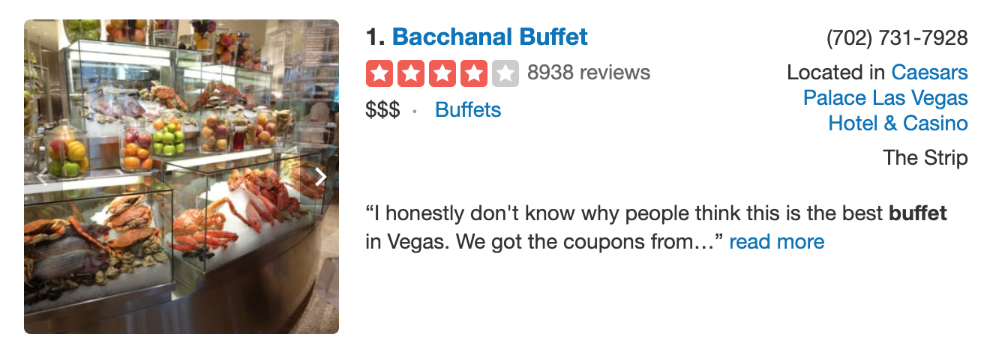 1. Bacchanal Buffet
8938 reviews
$$$ · Buffets
(702) 731-7928
Located in Caesars
Palace Las Vegas
Hotel & Casino
The Strip
“I honestly don't know why people think this is the best buffet
in Vegas. We got the coupons from…” read more